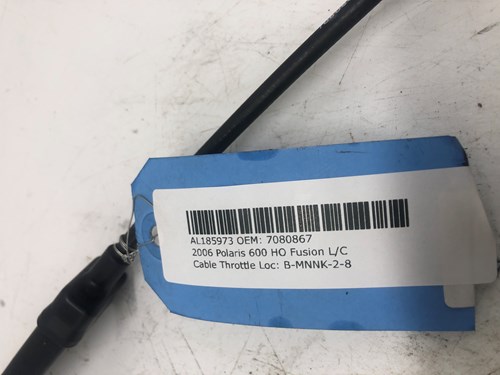 AL185973 OEM: 7080867
2006 Polaris 600 HO Fusion L/C
Cable Throttle Loc: B-MNNK-2-8